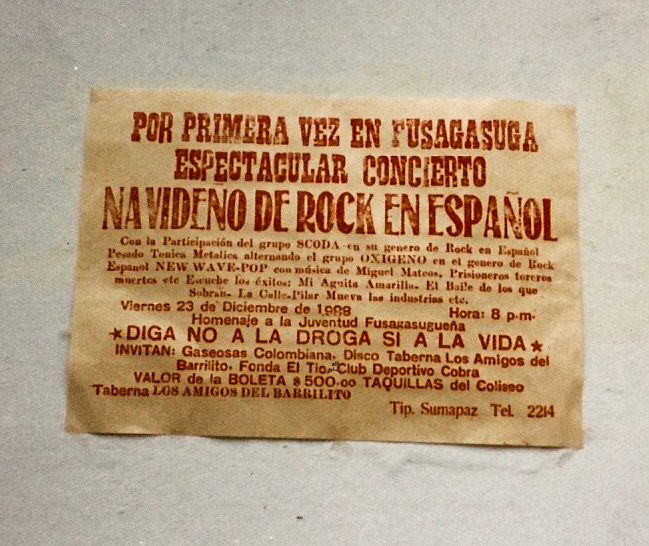 POR PRIMERA VEZ EN FUSAGASUGA
ESPECTACULAR CONCIERTO
NAVIDEÑO DE ROCK EN ESPAÑOL
Con la Participación del grupo SCODA en su genero de Rock en Español
Pesado Tonica Metalica alternando el grupo OXIGENO en el genero de Rock
Español NEW WAVE-POP con música de Miguel Mateos, Prisioneros toreros
muertos etc Escuche los éxitos: Mi Aguita Amarilla. El Baile de los que
Sobran. La Calle-Pilar Mueva las industrias etc.
Viernes 23 de Diciembre de 1988 Hora: 8 p.m.
Homenaje a la Juventud Fusagasugueña
★DIGA NO A LA DROGA SI A LA VIDA★
INVITAN: Gaseosas Colombiana. Disco Taberna Los Amigos del
Barrilito. Fonda El Tio. Club Deportivo Cobra
VALOR de la BOLETA $500.00 TAQUILLAS del Coliseo
Taberna LOS AMIGOS DEL BARRILITO
Tip. Sumapaz Tel. 2214